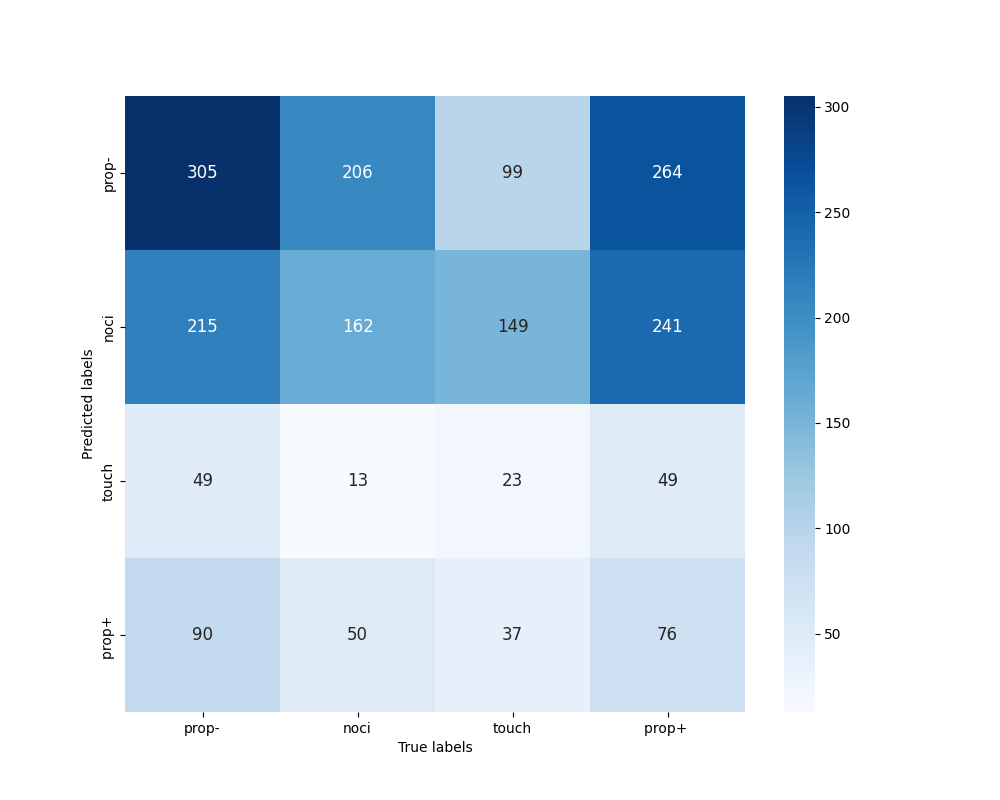 prop-
305
206
99
264
noci
215
162
149
241
touch
49
13
23
49
prop+
90
50
37
76
prop-
noci
touch
prop+
True labels
Predicted labels
300
250
200
150
100
50